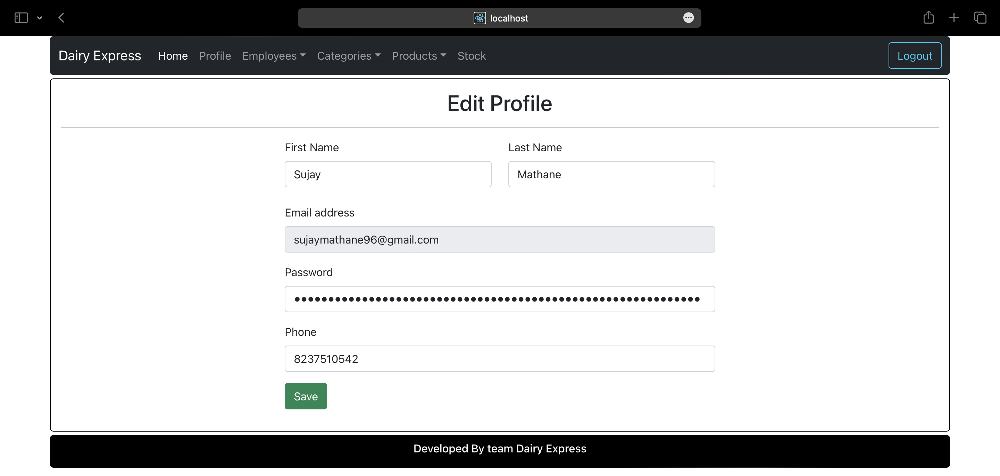 localhost
Dairy Express Home Profile Employees Categories Products Stock Logout
Edit Profile
First Name Last Name
Sujay Mathane
Email address
sujaymathane96@gmail.com
Password
••••••••••••••••••••••••••••••••••••••••••••••••••••••••••••
Phone
8237510542
Save
Developed By team Dairy Express